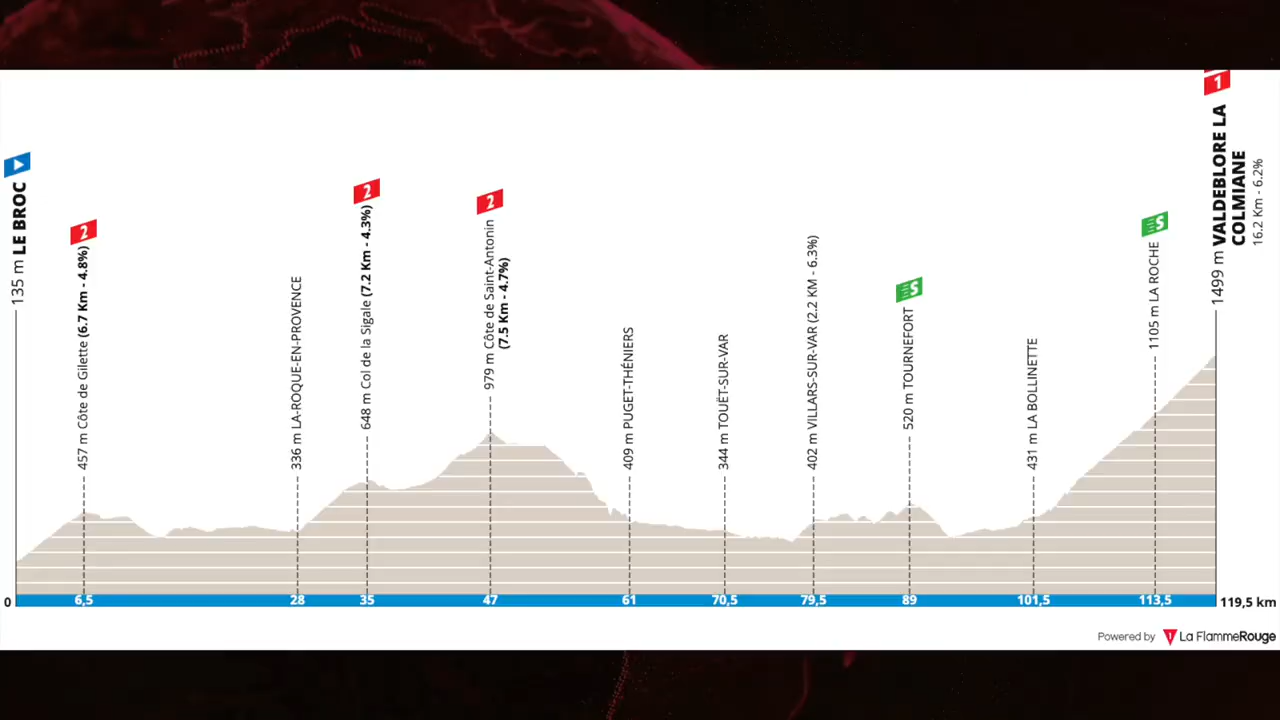 135 m LE BROC
2
457 m Côte de Gilette (6.7 Km - 4.8%)
336 m LA-ROQUE-EN-PROVENCE
2
648 m Col de la Sigale (7.2 Km - 4.3%)
2
979 m Côte de Saint-Antonin
(7.5 Km - 4.7%)
409 m PUGET-THÉNIERS
344 m TOUËT-SUR-VAR
402 m VILLARS-SUR-VAR (2.2 KM - 6.3%)
S
520 m TOURNEFORT
431 m LA BOLLINETTE
S
1105 m LA ROCHE
1
1499 m VALDEBLORE LA
COLMIANE
16.2 Km - 6.2%
0 6,5 28 35 47 61 70,5 79,5 89 101,5 113,5 119,5 km
Powered by La FlammeRouge